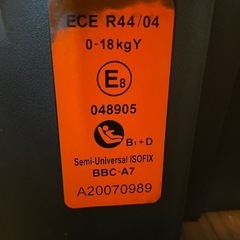 ECE R44/04
0-18kgY
E8
048905
B1+D
Semi-Universal ISOFIX
BBC-A7
A20070989